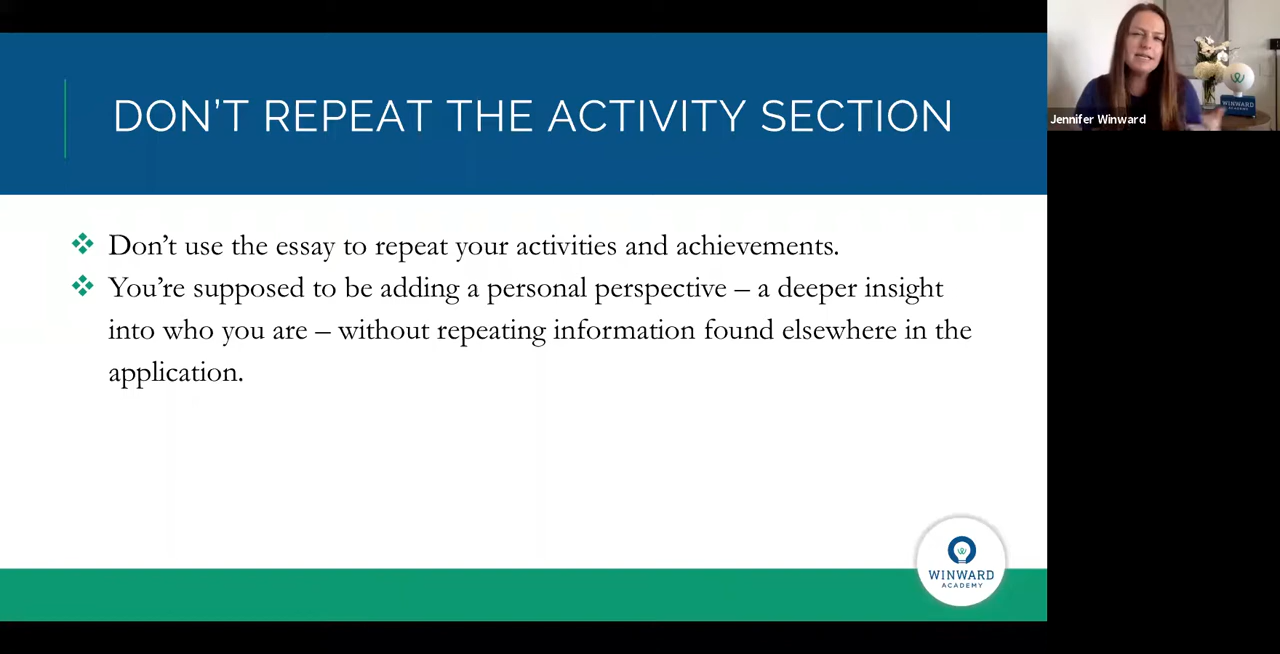 DON'T REPEAT THE ACTIVITY SECTION
Don't use the essay to repeat your activities and achievements.
You're supposed to be adding a personal perspective – a deeper insight
into who you are – without repeating information found elsewhere in the
application.
WINWARD
ACADEMY
Jennifer Winward
WINWARD
ACADEMY